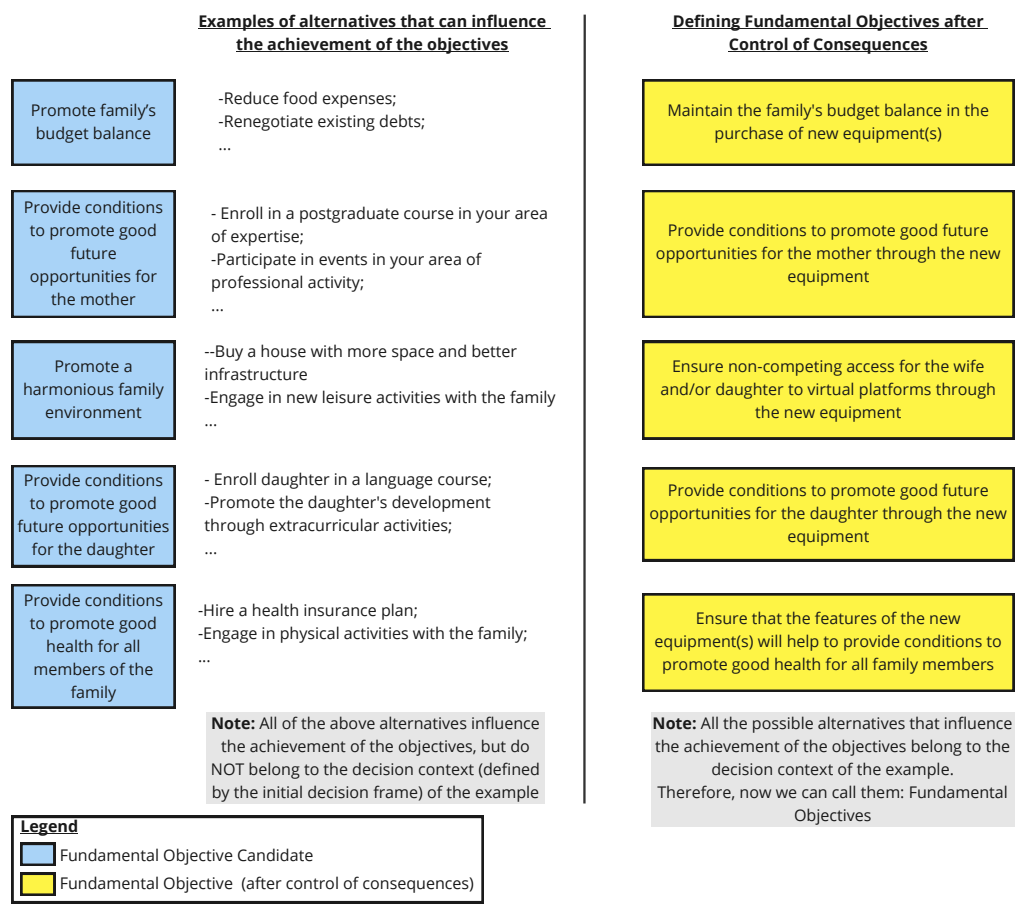 Examples of alternatives that can influence
the achievement of the objectives
Defining Fundamental Objectives after
Control of Consequences
Promote family's
budget balance
-Reduce food expenses;
-Renegotiate existing debts;
...
Maintain the family's budget balance in the
purchase of new equipment(s)
Provide conditions
to promote good
future
opportunities for
the mother
- Enroll in a postgraduate course in your area
of expertise;
-Participate in events in your area of
professional activity;
...
Provide conditions to promote good future
opportunities for the mother through the new
equipment
Promote a
harmonious family
environment
--Buy a house with more space and better
infrastructure
-Engage in new leisure activities with the family
...
Ensure non-competing access for the wife
and/or daughter to virtual platforms through
the new equipment
Provide conditions
to promote good
future opportunities
for the daughter
- Enroll daughter in a language course;
-Promote the daughter's development
through extracurricular activities;
...
Provide conditions to promote good future
opportunities for the daughter through the new
equipment
Provide conditions
to promote good
health for all
members of the
family
-Hire a health insurance plan;
-Engage in physical activities with the family;
...
Ensure that the features of the new
equipment(s) will help to provide conditions to
promote good health for all family members
Note: All of the above alternatives influence
the achievement of the objectives, but do
NOT belong to the decision context (defined
by the initial decision frame) of the example
Note: All the possible alternatives that influence
the achievement of the objectives belong to the
decision context of the example.
Therefore, now we can call them: Fundamental
Objectives
Legend
Fundamental Objective Candidate
Fundamental Objective (after control of consequences)